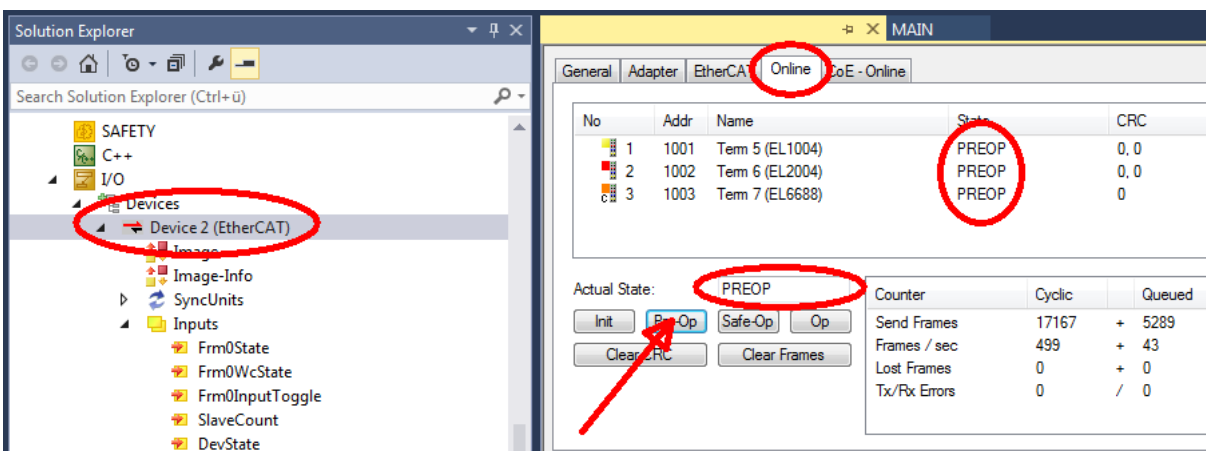 Solution Explorer
Search Solution Explorer (Ctrl+ü)
SAFETY
C++
I/O
Devices
Device 2 (EtherCAT)
Image
Image-Info
SyncUnits
Inputs
Frm0State
Frm0WcState
Frm0InputToggle
SlaveCount
DevState
MAIN
General Adapter EtherCAT Online CoE - Online
No Addr Name State CRC
1 1001 Term 5 (EL1004) PREOP 0, 0
2 1002 Term 6 (EL2004) PREOP 0, 0
3 1003 Term 7 (EL6688) PREOP 0
Actual State: PREOP
Init Pre-Op Safe-Op Op
Clear CRC Clear Frames
Counter Cyclic Queued
Send Frames 17167 + 5289
Frames / sec 499 + 43
Lost Frames 0 + 0
Tx/Rx Errors 0 / 0